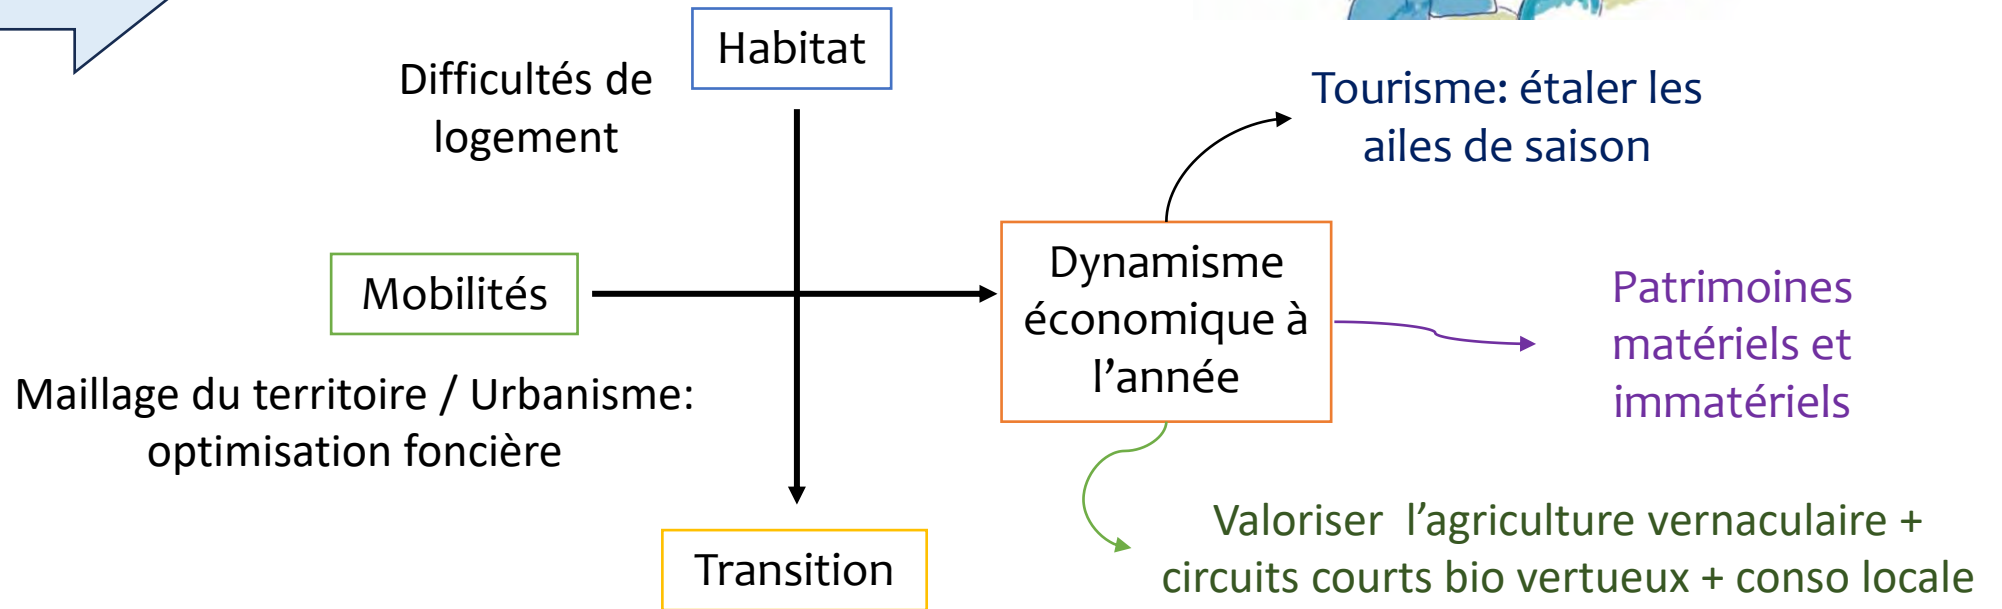 Habitat
Difficultés de
logement
Tourisme: étaler les
ailes de saison
Mobilités
Dynamisme
économique à
l’année
Patrimoines
matériels et
immatériels
Maillage du territoire / Urbanisme:
optimisation foncière
Transition
Valoriser  l’agriculture vernaculaire +
circuits courts bio vertueux + conso locale